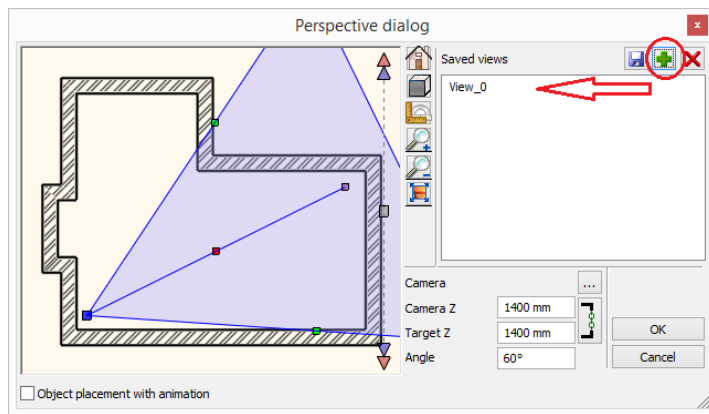 Perspective dialog
x
Saved views
View_0
Camera
...
Camera Z 1400 mm
Target Z 1400 mm
OK
Angle 60°
Cancel
Object placement with animation